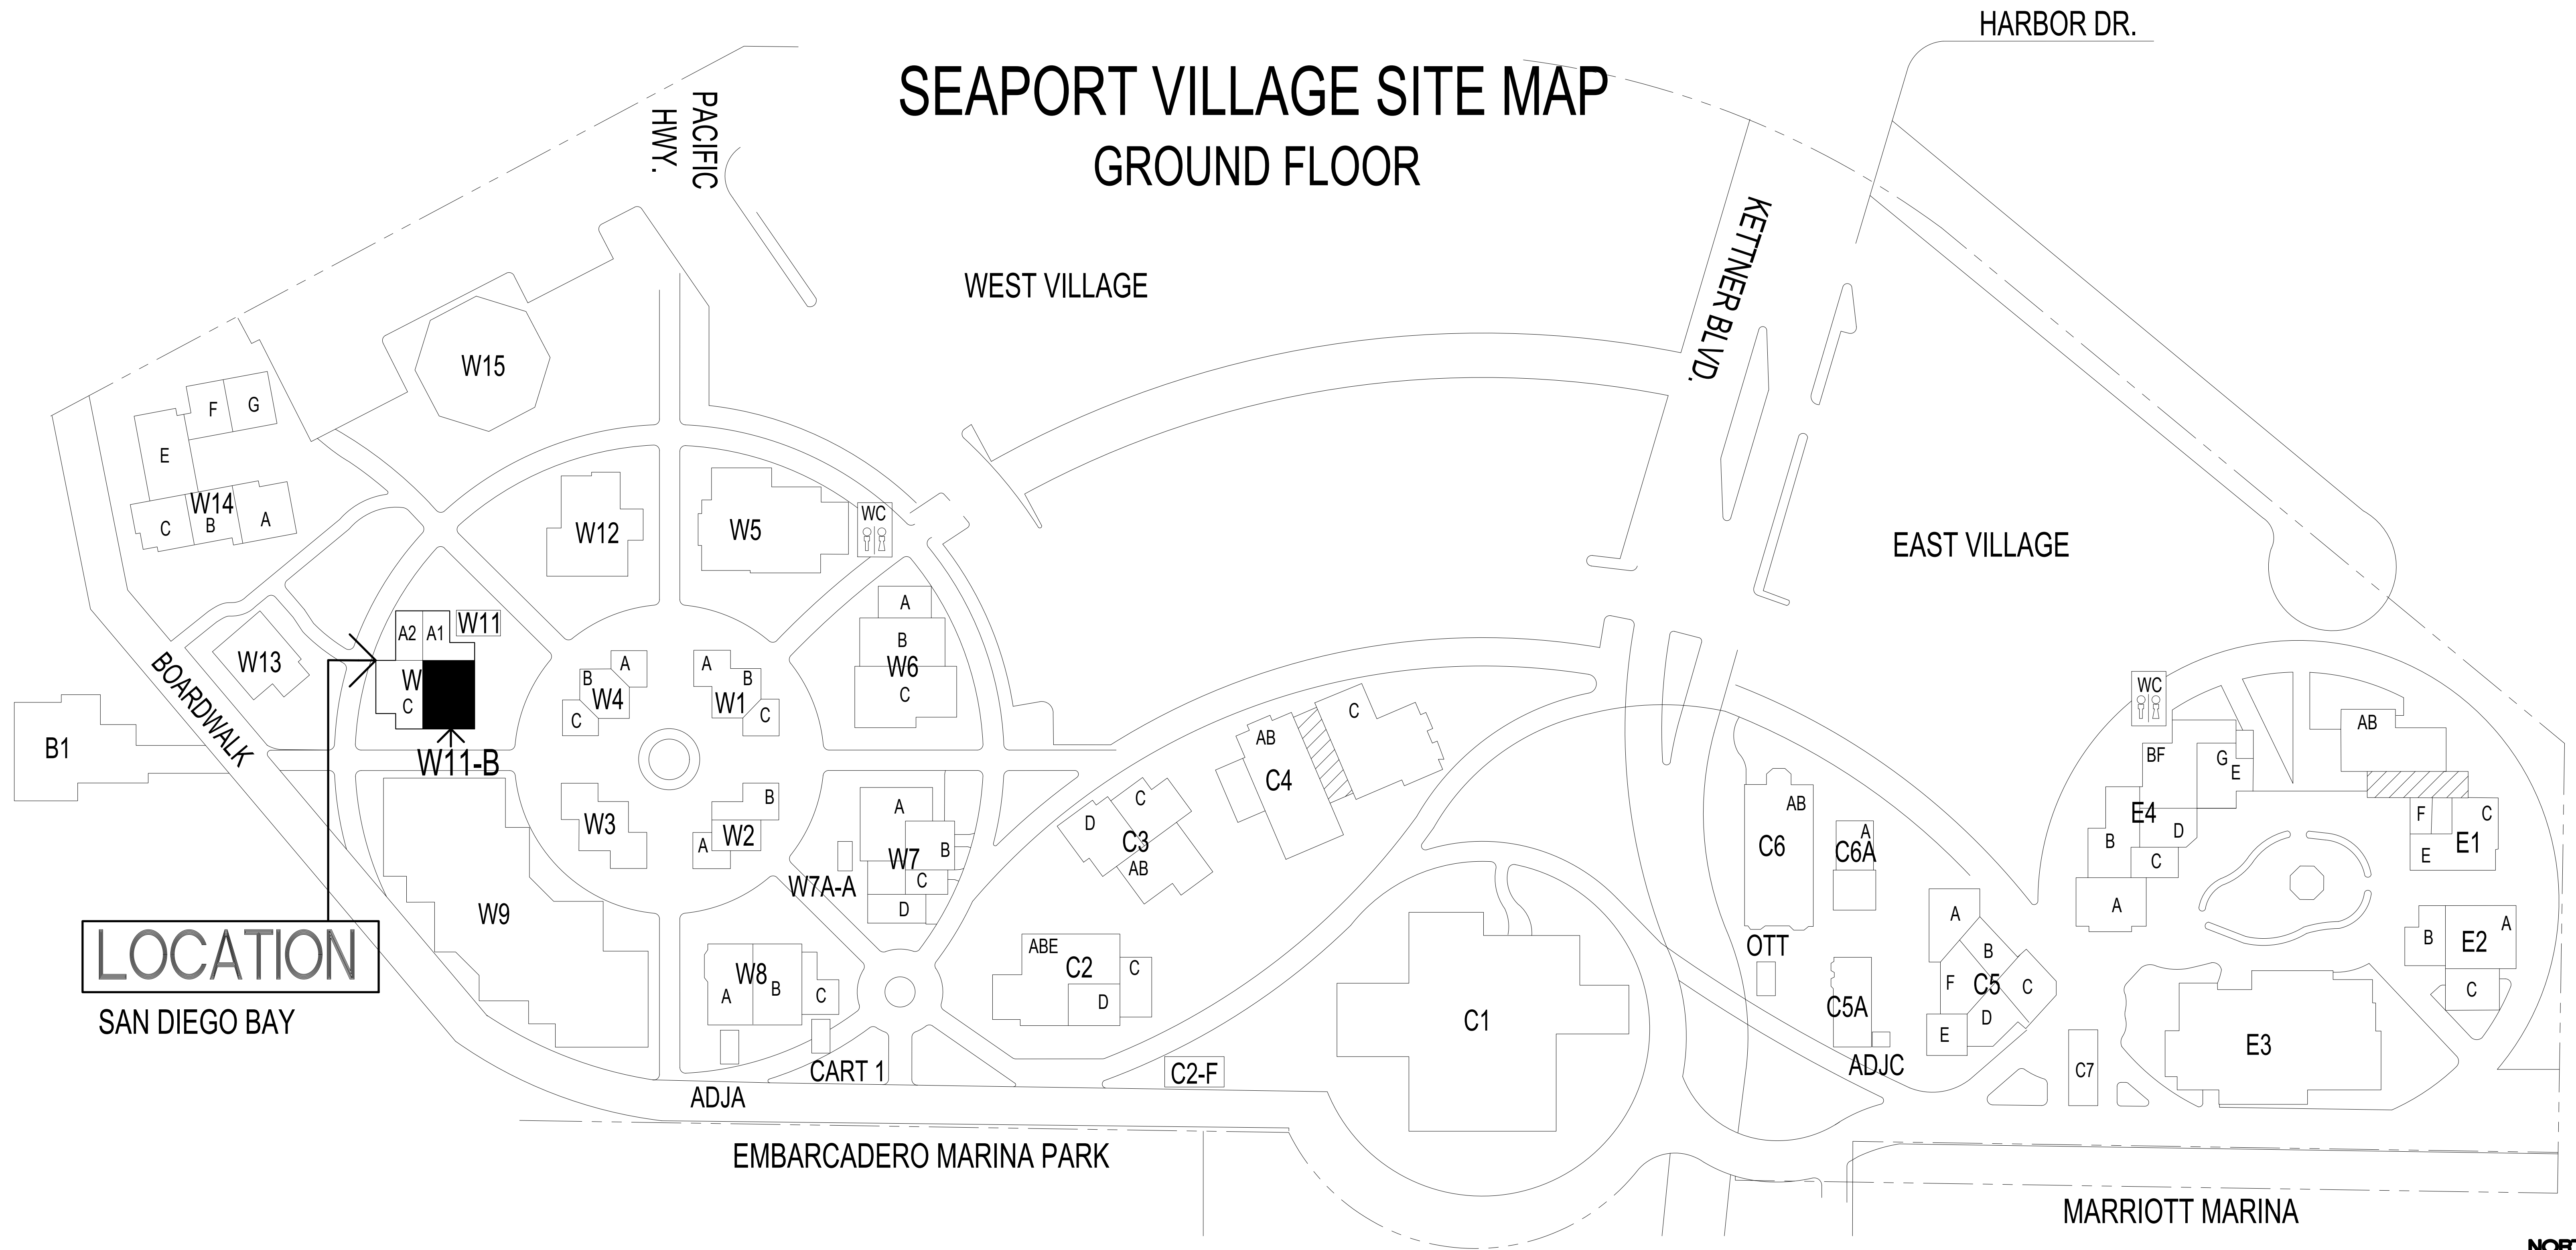 HARBOR DR.
SEAPORT VILLAGE SITE MAP
GROUND FLOOR
PACIFIC
HWY.
KETTNER BLVD.
WEST VILLAGE
EAST VILLAGE
W15
F
G
E
W14
C
B
A
W12
W5
WC
A
B
W6
C
W11
A2
A1
W
C
W11-B
W13
BOARDWALK
B1
A
B
W4
C
A
B
W1
C
W3
B
W2
A
A
B
W7
C
D
W7A-A
W9
LOCATION
SAN DIEGO BAY
W8
A
B
C
CART 1
ADJA
ABE
C2
C
D
C2-F
C
D
C3
AB
AB
C4
C
C1
EMBARCADERO MARINA PARK
AB
C6
A
C6A
OTT
C5A
ADJC
A
B
F
C5
C
D
E
C7
WC
BF
G
E
E4
B
D
C
A
AB
F
C
E1
E
B
E2
A
C
E3
MARRIOTT MARINA